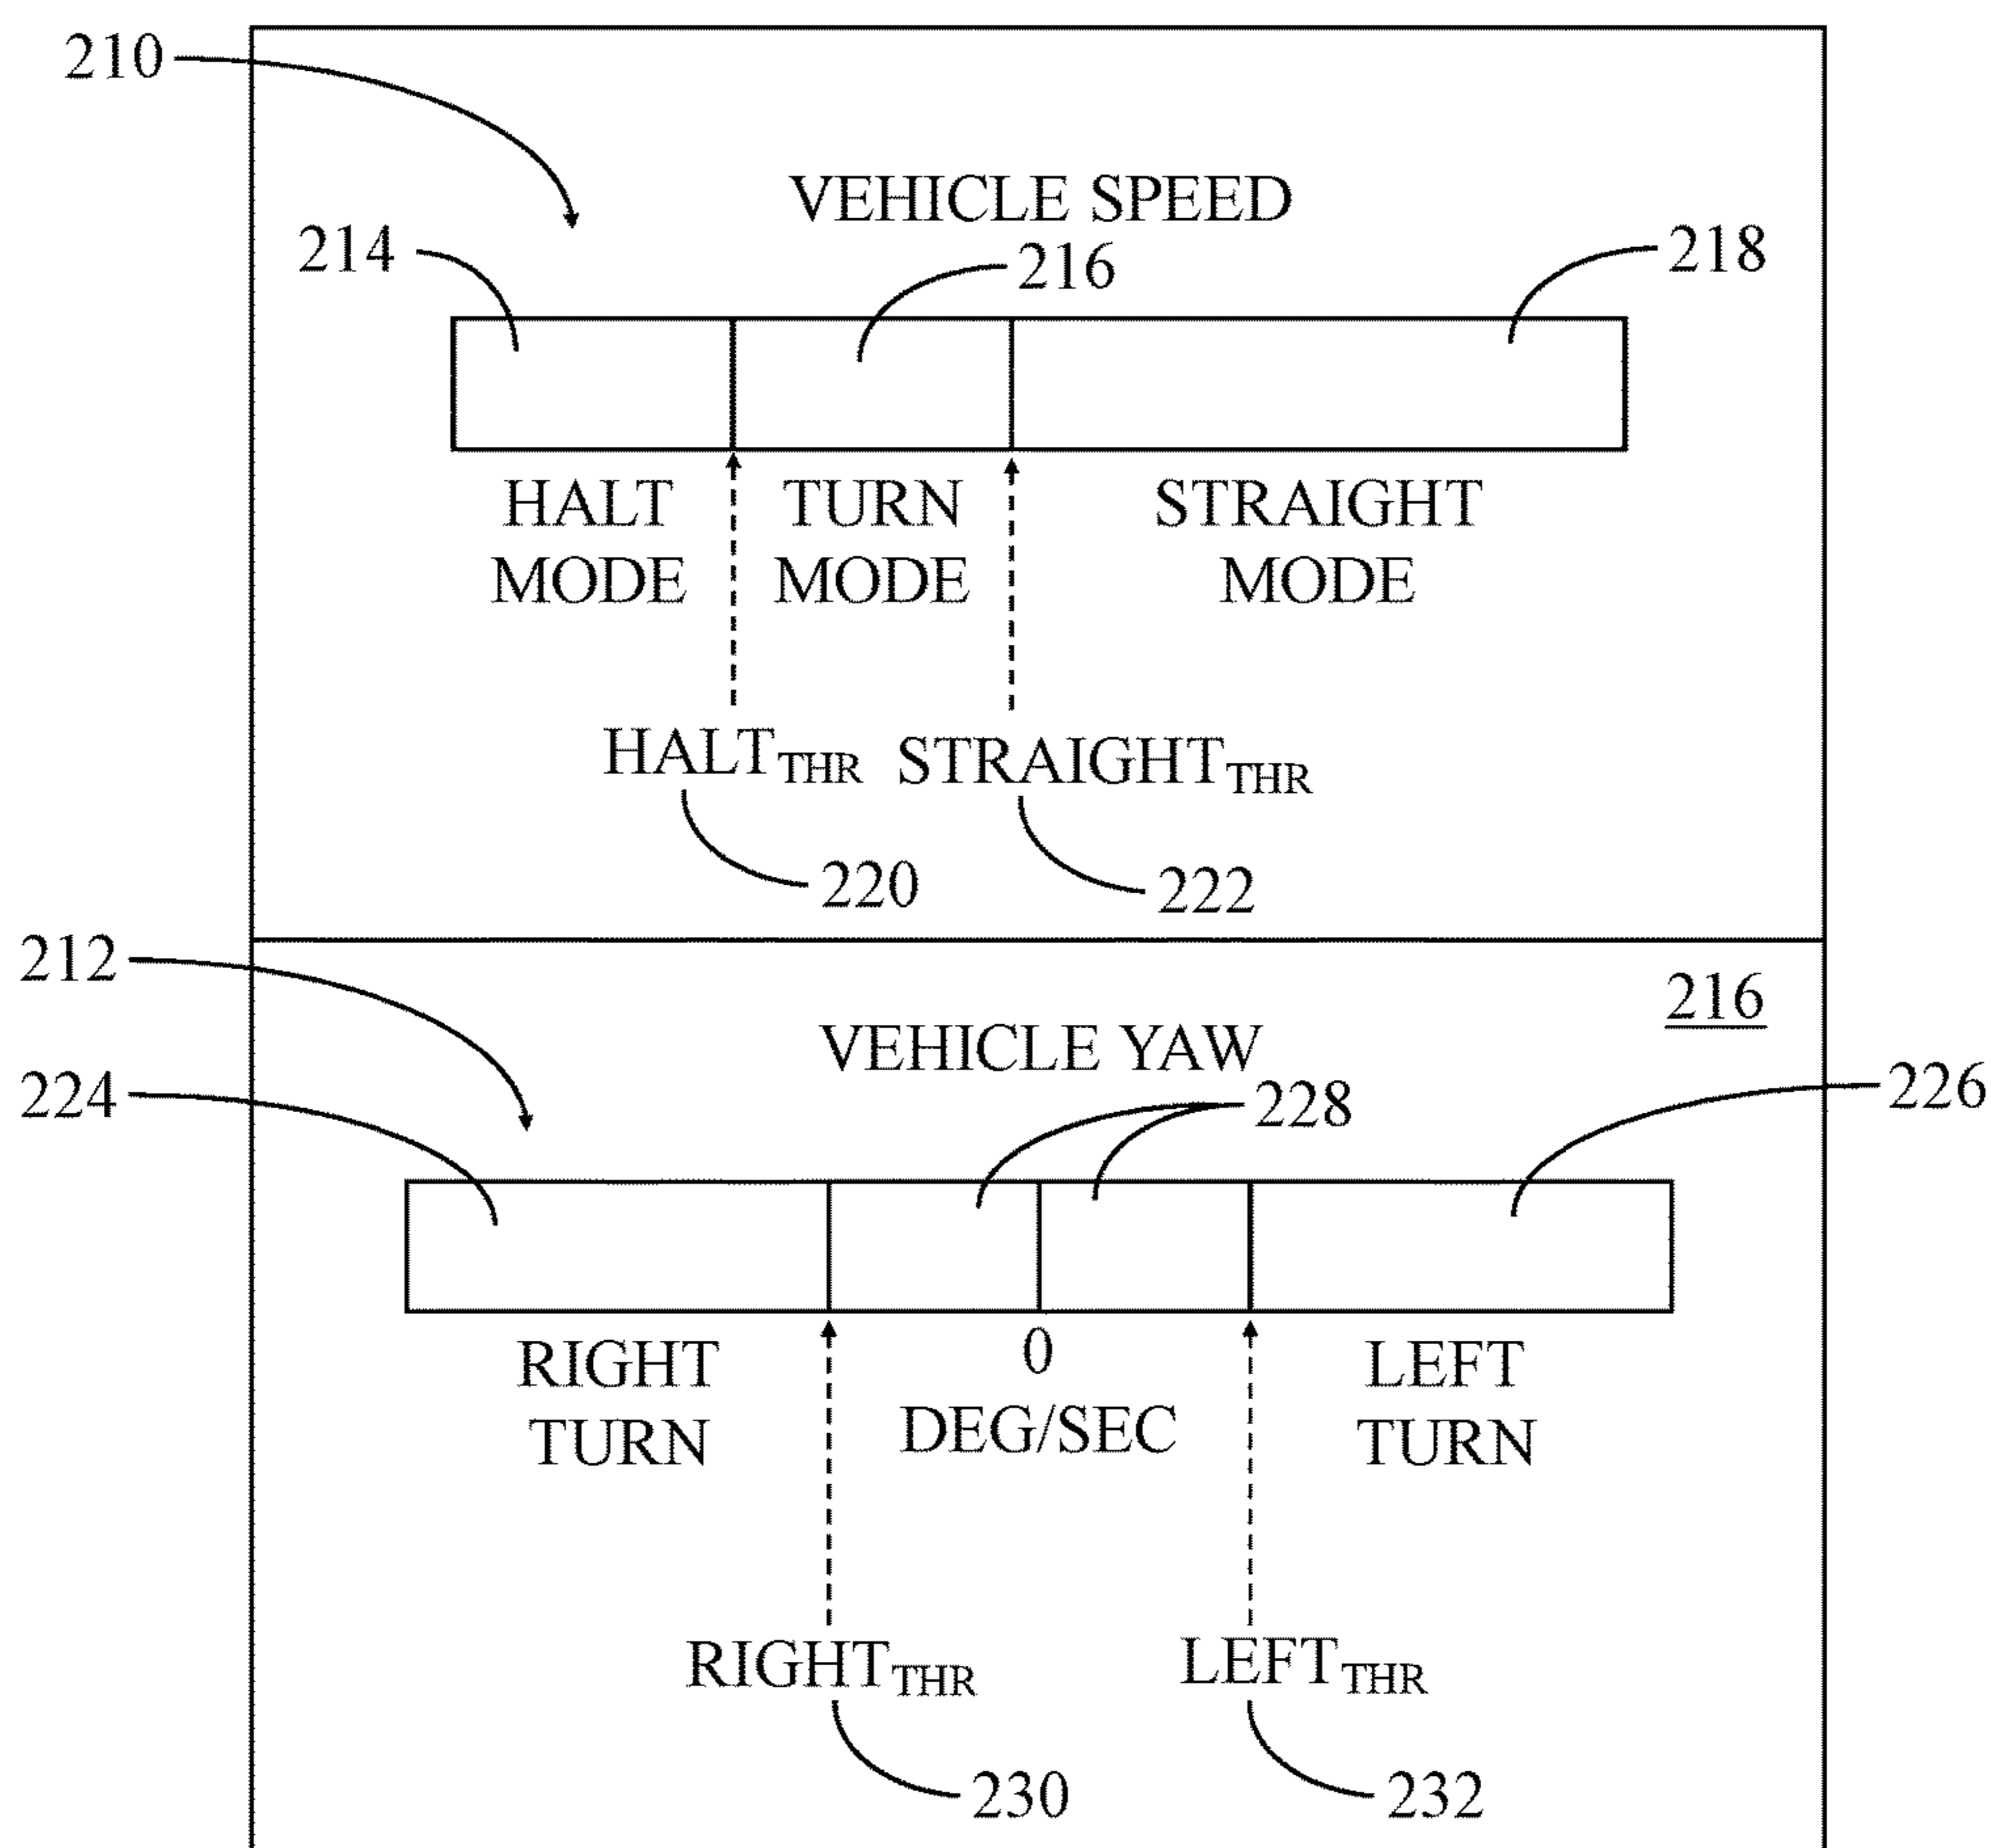 210
VEHICLE SPEED
214
216
218
HALT MODE
TURN MODE
STRAIGHT MODE
HALTTHR
STRAIGHTTHR
220
222
212
216
VEHICLE YAW
224
228
226
RIGHT TURN
0 DEG/SEC
LEFT TURN
RIGHTTHR
LEFTTHR
230
232